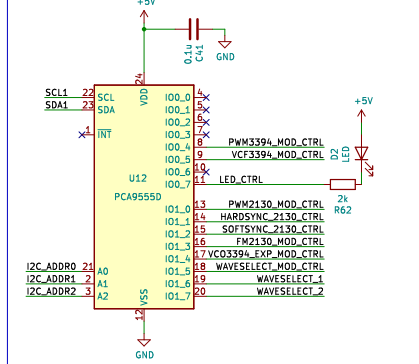 +5V
0.1u
C41
GND
24
VDD
SCL1 22 SCL
SDA1 23 SDA
1 INT
U12
PCA9555D
I2C_ADDR0 21 A0
I2C_ADDR1 2 A1
I2C_ADDR2 3 A2
IO0_0 4
IO0_1 5
IO0_2 6
IO0_3 7
IO0_4 8 PWM3394_MOD_CTRL
IO0_5 9 VCF3394_MOD_CTRL
IO0_6 10
IO0_7 11 LED_CTRL
IO1_0 13 PWM2130_MOD_CTRL
IO1_1 14 HARDSYNC_2130_CTRL
IO1_2 15 SOFTSYNC_2130_CTRL
IO1_3 16 FM2130_MOD_CTRL
IO1_4 17 VCO3394_EXP_MOD_CTRL
IO1_5 18 WAVESELECT_MOD_CTRL
IO1_6 19 WAVESELECT_1
IO1_7 20 WAVESELECT_2
+5V
D2
LED
2k
R62
VSS
12
GND